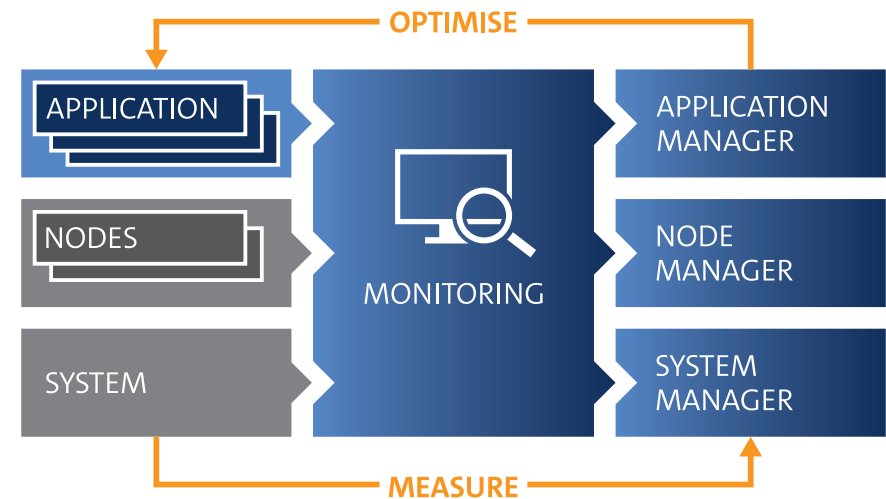 OPTIMISE
APPLICATION
APPLICATION
MANAGER
NODES
NODE
MANAGER
MONITORING
SYSTEM
SYSTEM
MANAGER
MEASURE